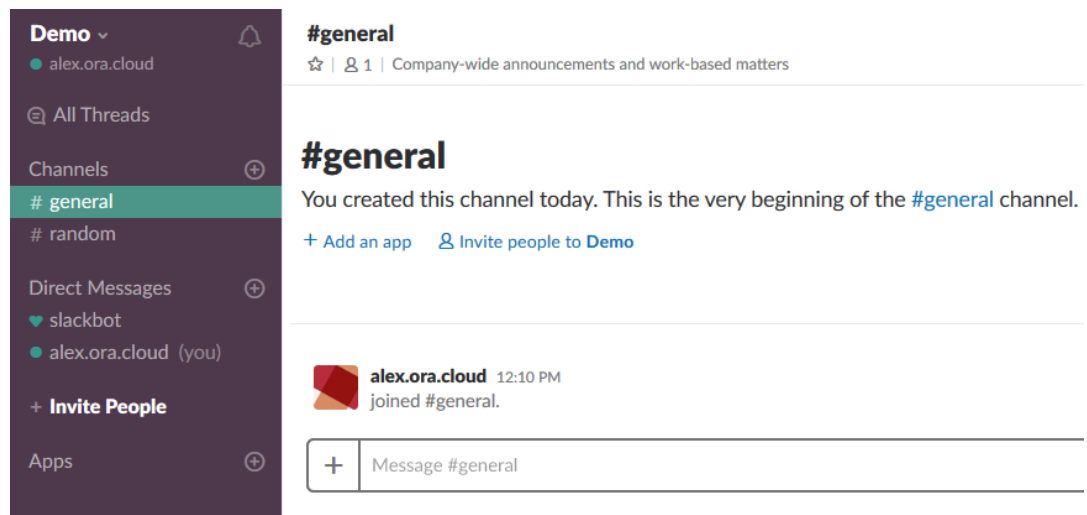 Demo
alex.ora.cloud
All Threads
Channels
# general
# random
Direct Messages
slackbot
alex.ora.cloud (you)
+ Invite People
Apps
#general
1 | Company-wide announcements and work-based matters
#general
You created this channel today. This is the very beginning of the #general channel.
+ Add an app Invite people to Demo
alex.ora.cloud 12:10 PM
joined #general.
+ Message #general